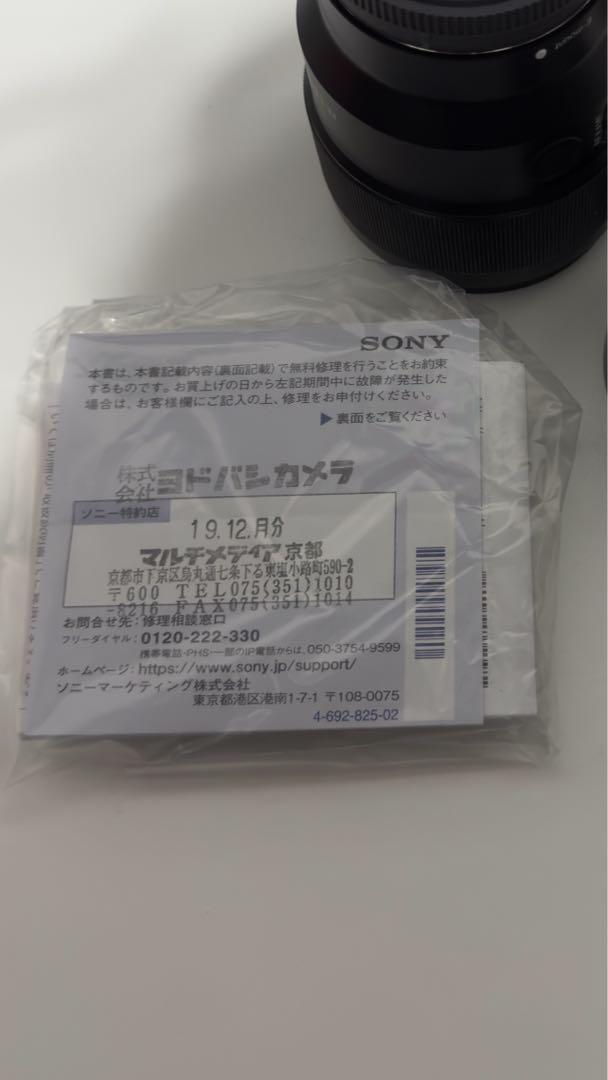 E-mount
SONY
本書は、本書記載内容(裏面記載)で無料修理を行うことをお約束
するものです。お買上げの日から左記期間中に故障が発生した
場合は、お客様欄にご記入の上、修理をお申付けください。
▶裏面をご覧ください
株式会社ヨドバシカメラ
ソニー特約店
19.12.月分
マルチメディア京都
京都市下京区烏丸通七条下る東塩小路町590-2
〒600 TEL075(351)1010
-8216 FAX075(351)1014
お問合せ先:修理相談窓口
フリーダイヤル:0120-222-330
携帯電話・PHS・一部のIP電話からは、050-3754-9599
ホームページ:https://www.sony.jp/support/
ソニーマーケティング株式会社
東京都港区港南1-7-1 〒108-0075
4-692-825-02